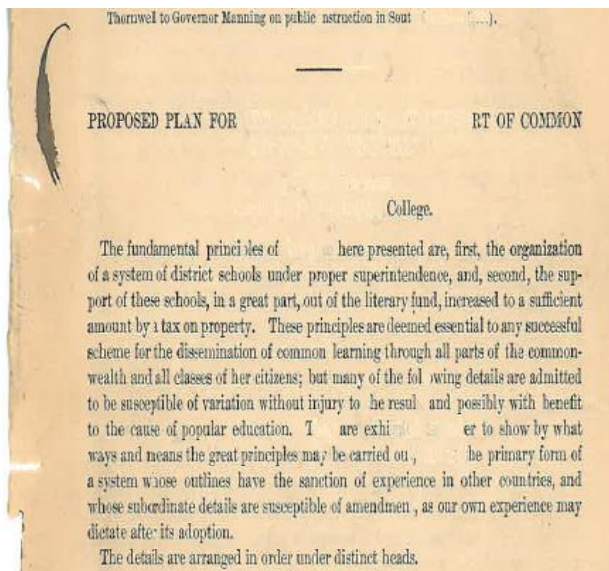 Thornwell to Governor Manning on public nstruction in Sout (....).
PROPOSED PLAN FOR RT OF COMMON
College.
The fundamental princi les of here presented are, first, the organization
of a system of district schools under proper superintendence, and, second, the sup-
port of these schools, in a great part, out of the literary fund, increased to a sufficient
amount by a tax on property. These principles are deemed essential to any successful
scheme for the dissemination of common learning through all parts of the common-
wealth and all classes of her citizens; but many of the fol wing details are admitted
to be susceptible of variation without injury to he resul and possibly with benefit
to the cause of popular education. T are exhi er to show by what
ways and means the great principles may be carried ou , he primary form of
a system whose outlines have the sanction of experience in other countries, and
whose subordinate details are susceptible of amendmen , as our own experience may
dictate after its adoption.
The details are arranged in order under distinct heads.